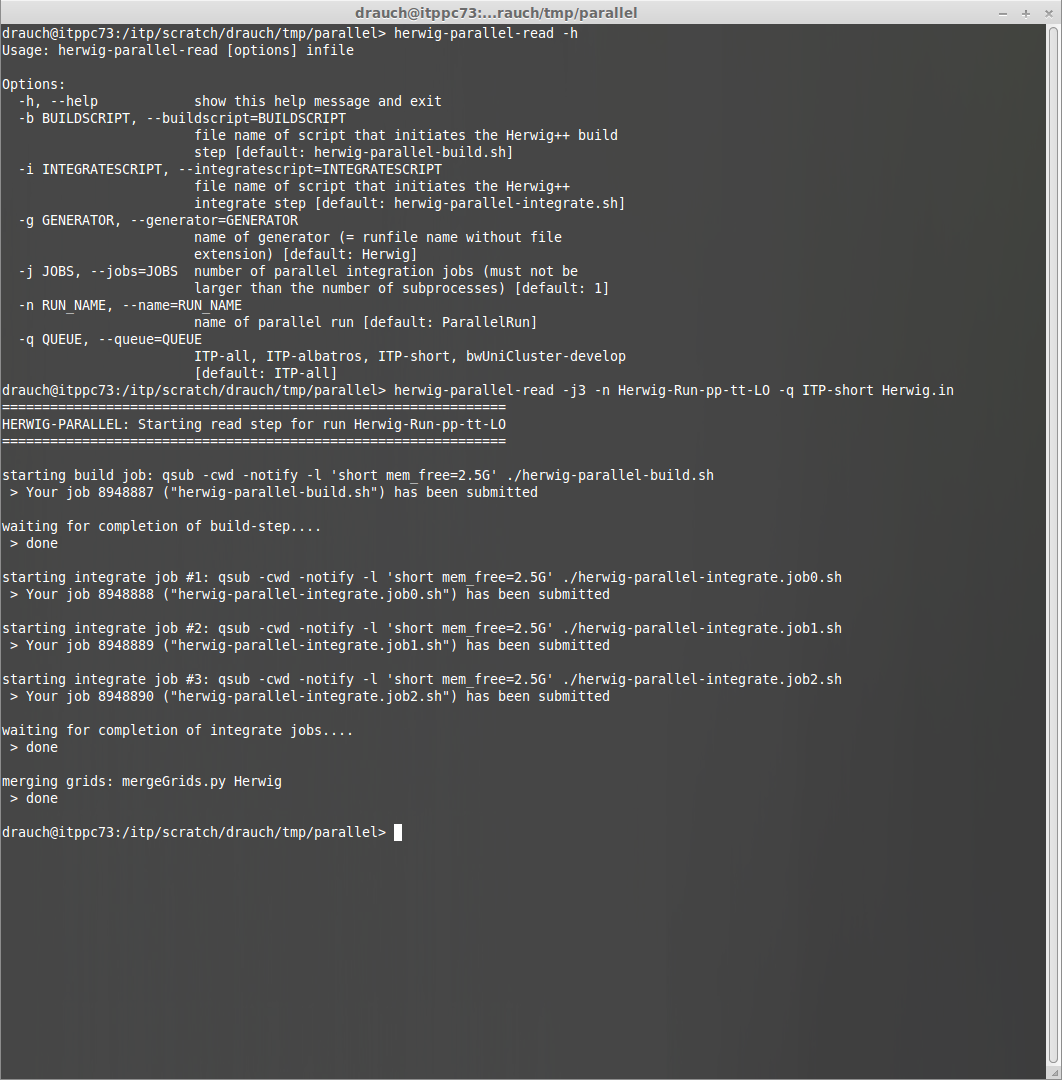 drauch@itppc73:...rauch/tmp/parallel
drauch@itppc73:/itp/scratch/drauch/tmp/parallel> herwig-parallel-read -h
Usage: herwig-parallel-read [options] infile
Options:
  -h, --help            show this help message and exit
  -b BUILDSCRIPT, --buildscript=BUILDSCRIPT
                        file name of script that initiates the Herwig++ build
                        step [default: herwig-parallel-build.sh]
  -i INTEGRATESCRIPT, --integratescript=INTEGRATESCRIPT
                        file name of script that initiates the Herwig++
                        integrate step [default: herwig-parallel-integrate.sh]
  -g GENERATOR, --generator=GENERATOR
                        name of generator (= runfile name without file
                        extension) [default: Herwig]
  -j JOBS, --jobs=JOBS  number of parallel integration jobs (must not be
                        larger than the number of subprocesses) [default: 1]
  -n RUN_NAME, --name=RUN_NAME
                        name of parallel run [default: ParallelRun]
  -q QUEUE, --queue=QUEUE
                        ITP-all, ITP-albatros, ITP-short, bwUniCluster-develop
                        [default: ITP-all]
drauch@itppc73:/itp/scratch/drauch/tmp/parallel> herwig-parallel-read -j3 -n Herwig-Run-pp-tt-LO -q ITP-short Herwig.in
===============================================================
HERWIG-PARALLEL: Starting read step for run Herwig-Run-pp-tt-LO
===============================================================
starting build job: qsub -cwd -notify -l 'short mem_free=2.5G' ./herwig-parallel-build.sh
 > Your job 8948887 ("herwig-parallel-build.sh") has been submitted
waiting for completion of build-step....
 > done
starting integrate job #1: qsub -cwd -notify -l 'short mem_free=2.5G' ./herwig-parallel-integrate.job0.sh
 > Your job 8948888 ("herwig-parallel-integrate.job0.sh") has been submitted
starting integrate job #2: qsub -cwd -notify -l 'short mem_free=2.5G' ./herwig-parallel-integrate.job1.sh
 > Your job 8948889 ("herwig-parallel-integrate.job1.sh") has been submitted
starting integrate job #3: qsub -cwd -notify -l 'short mem_free=2.5G' ./herwig-parallel-integrate.job2.sh
 > Your job 8948890 ("herwig-parallel-integrate.job2.sh") has been submitted
waiting for completion of integrate jobs....
 > done
merging grids: mergeGrids.py Herwig
 > done
drauch@itppc73:/itp/scratch/drauch/tmp/parallel>